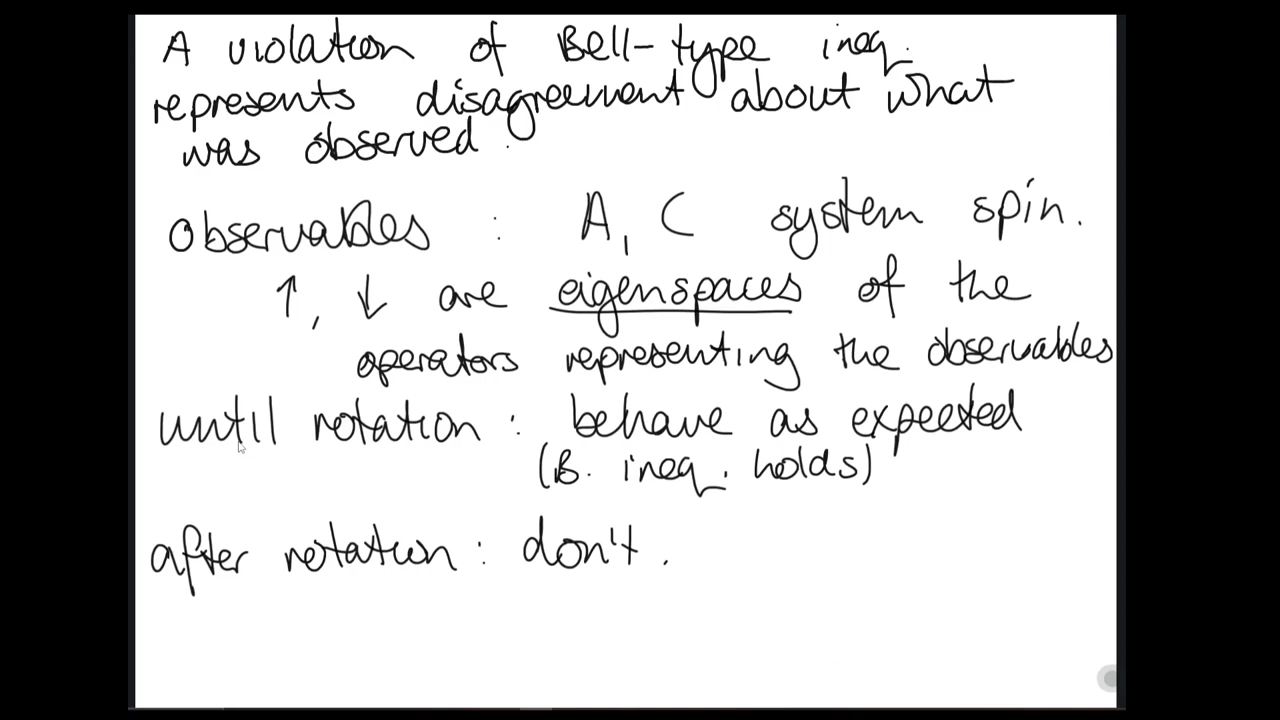 A violation of Bell-type ineq.
represents disagreement about what
was observed.
observables : A, C system spin.
↑, ↓ are eigenspaces of the
operators representing the observables
until rotation : behave as expected
(B. ineq. holds)
after rotation : don't.